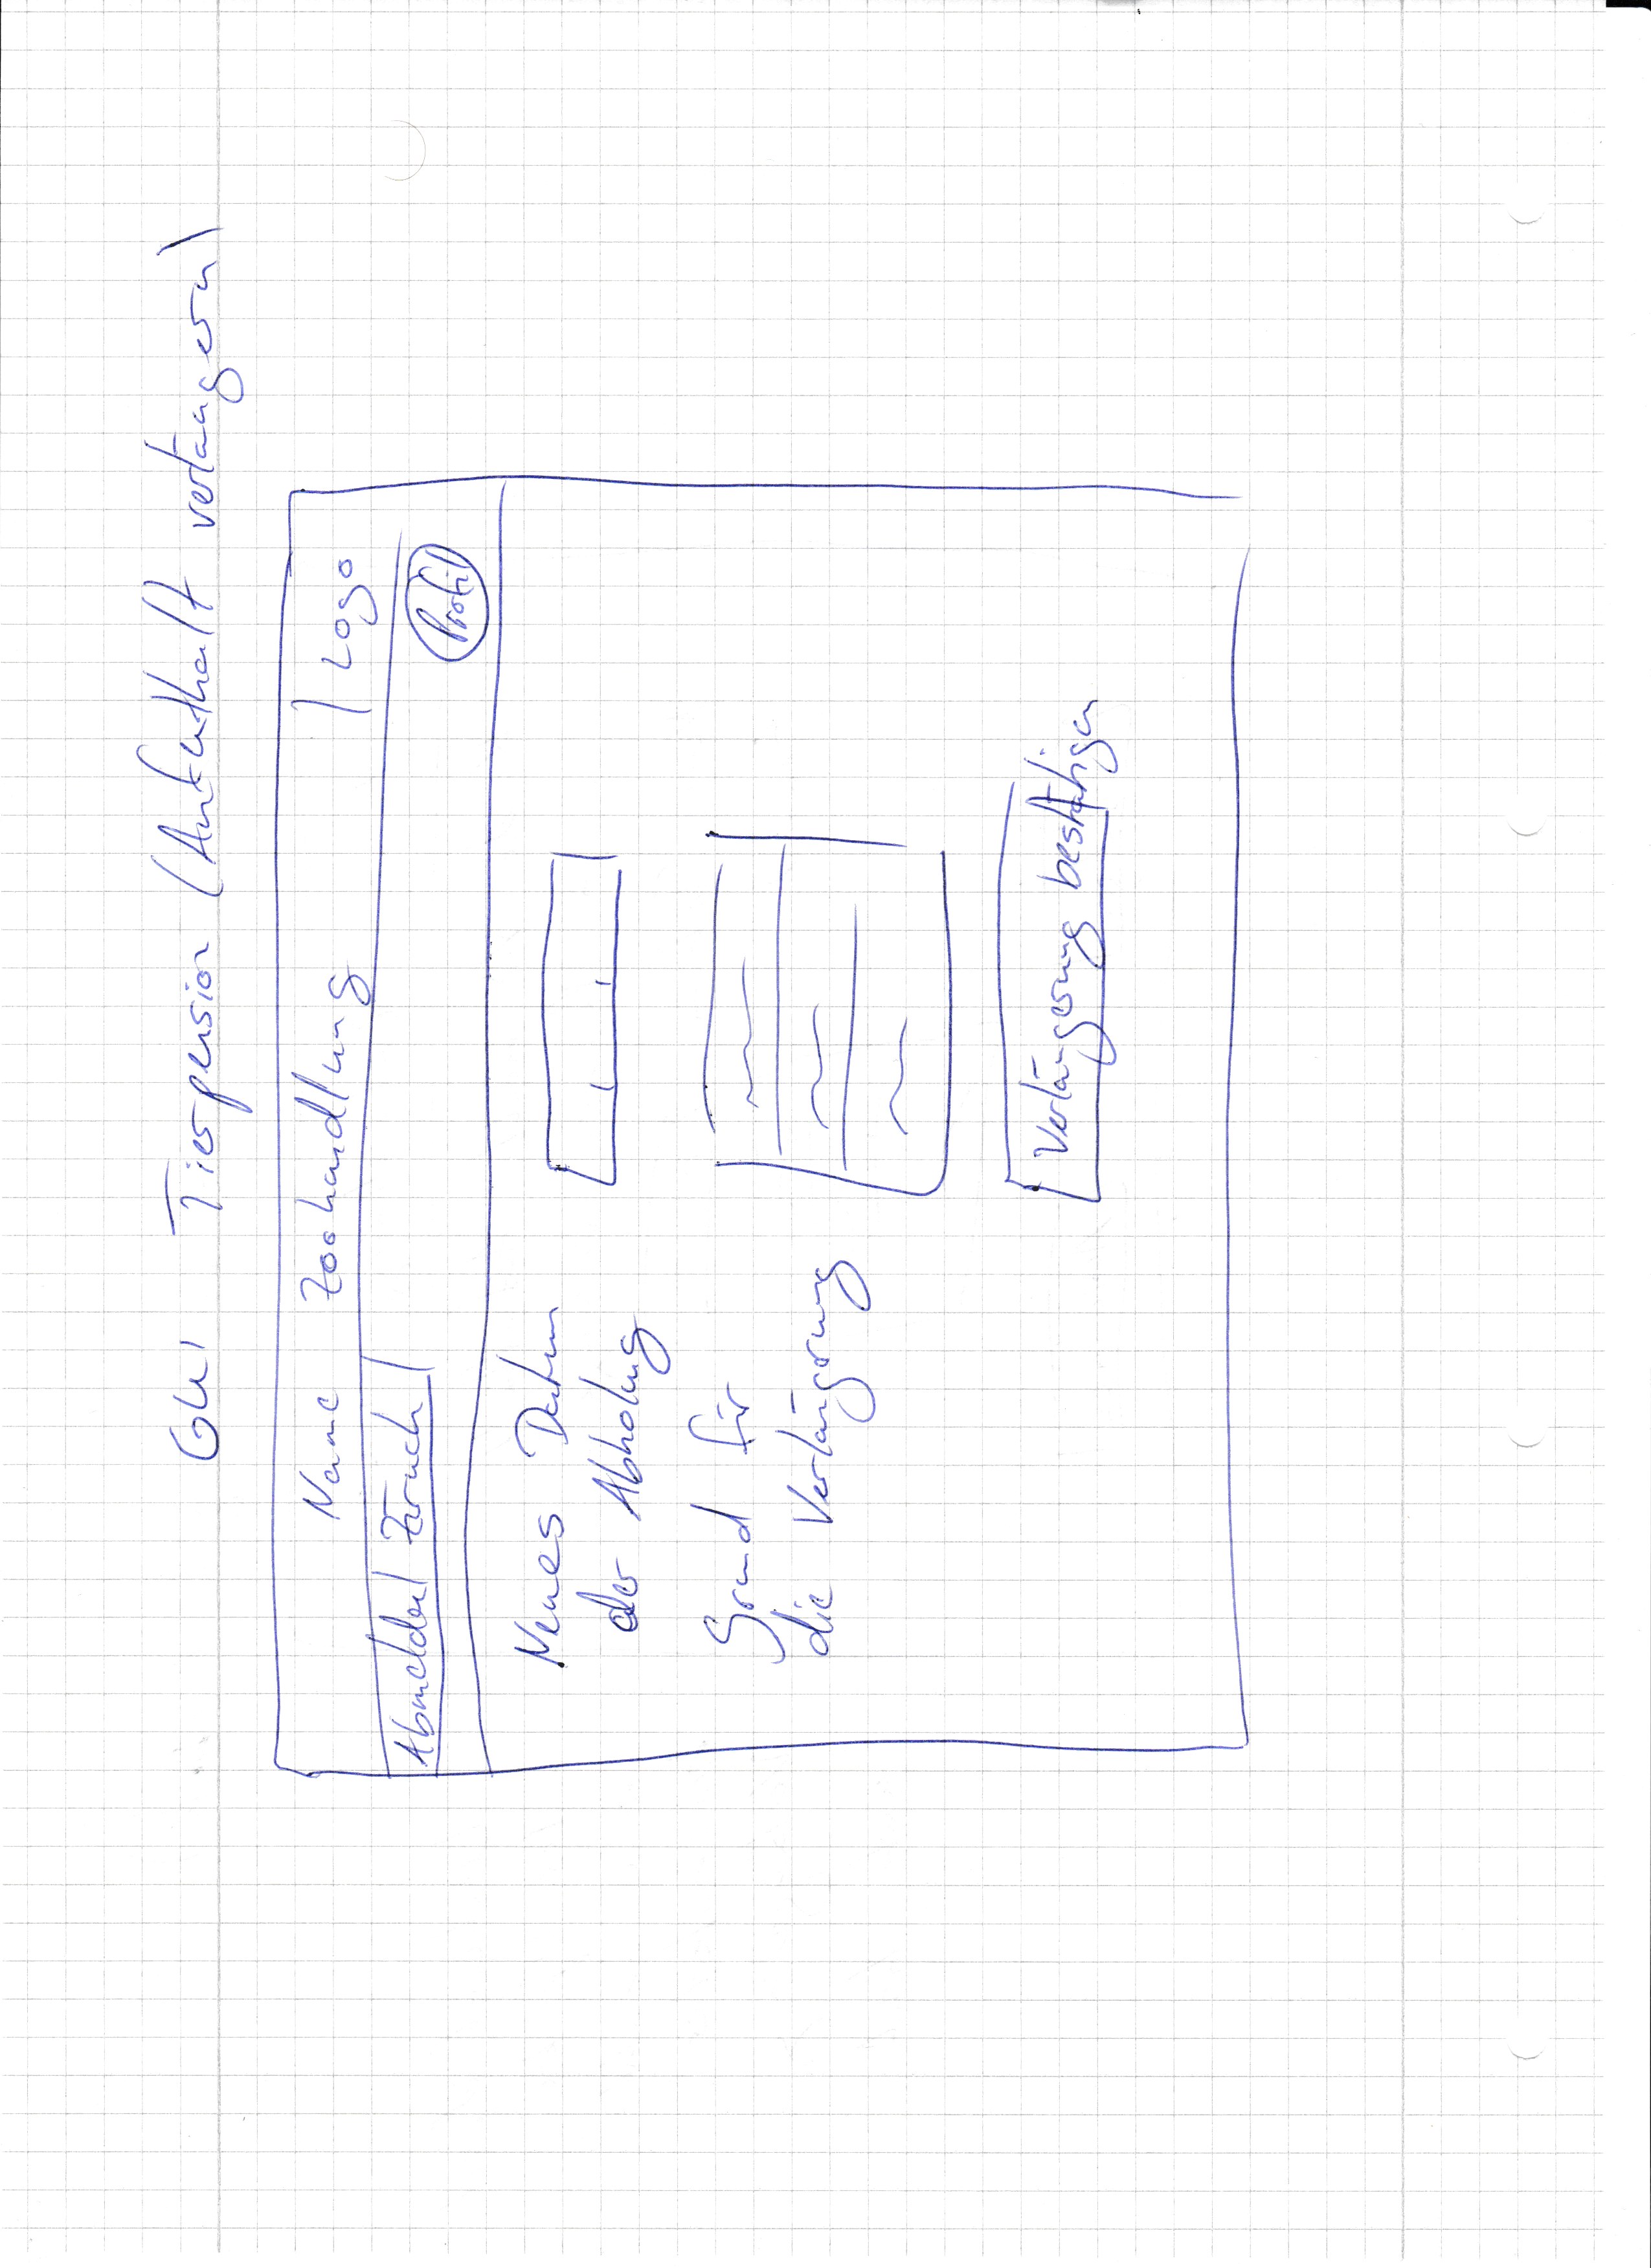 GUI Tierpension (Aufenthalt verlängern)
Name Zoohandlung | Logo
Abmelden Zurück Profil
Neues Datum
der Abholung
Grund für
die Verlängerung
Verlängerung bestätigen